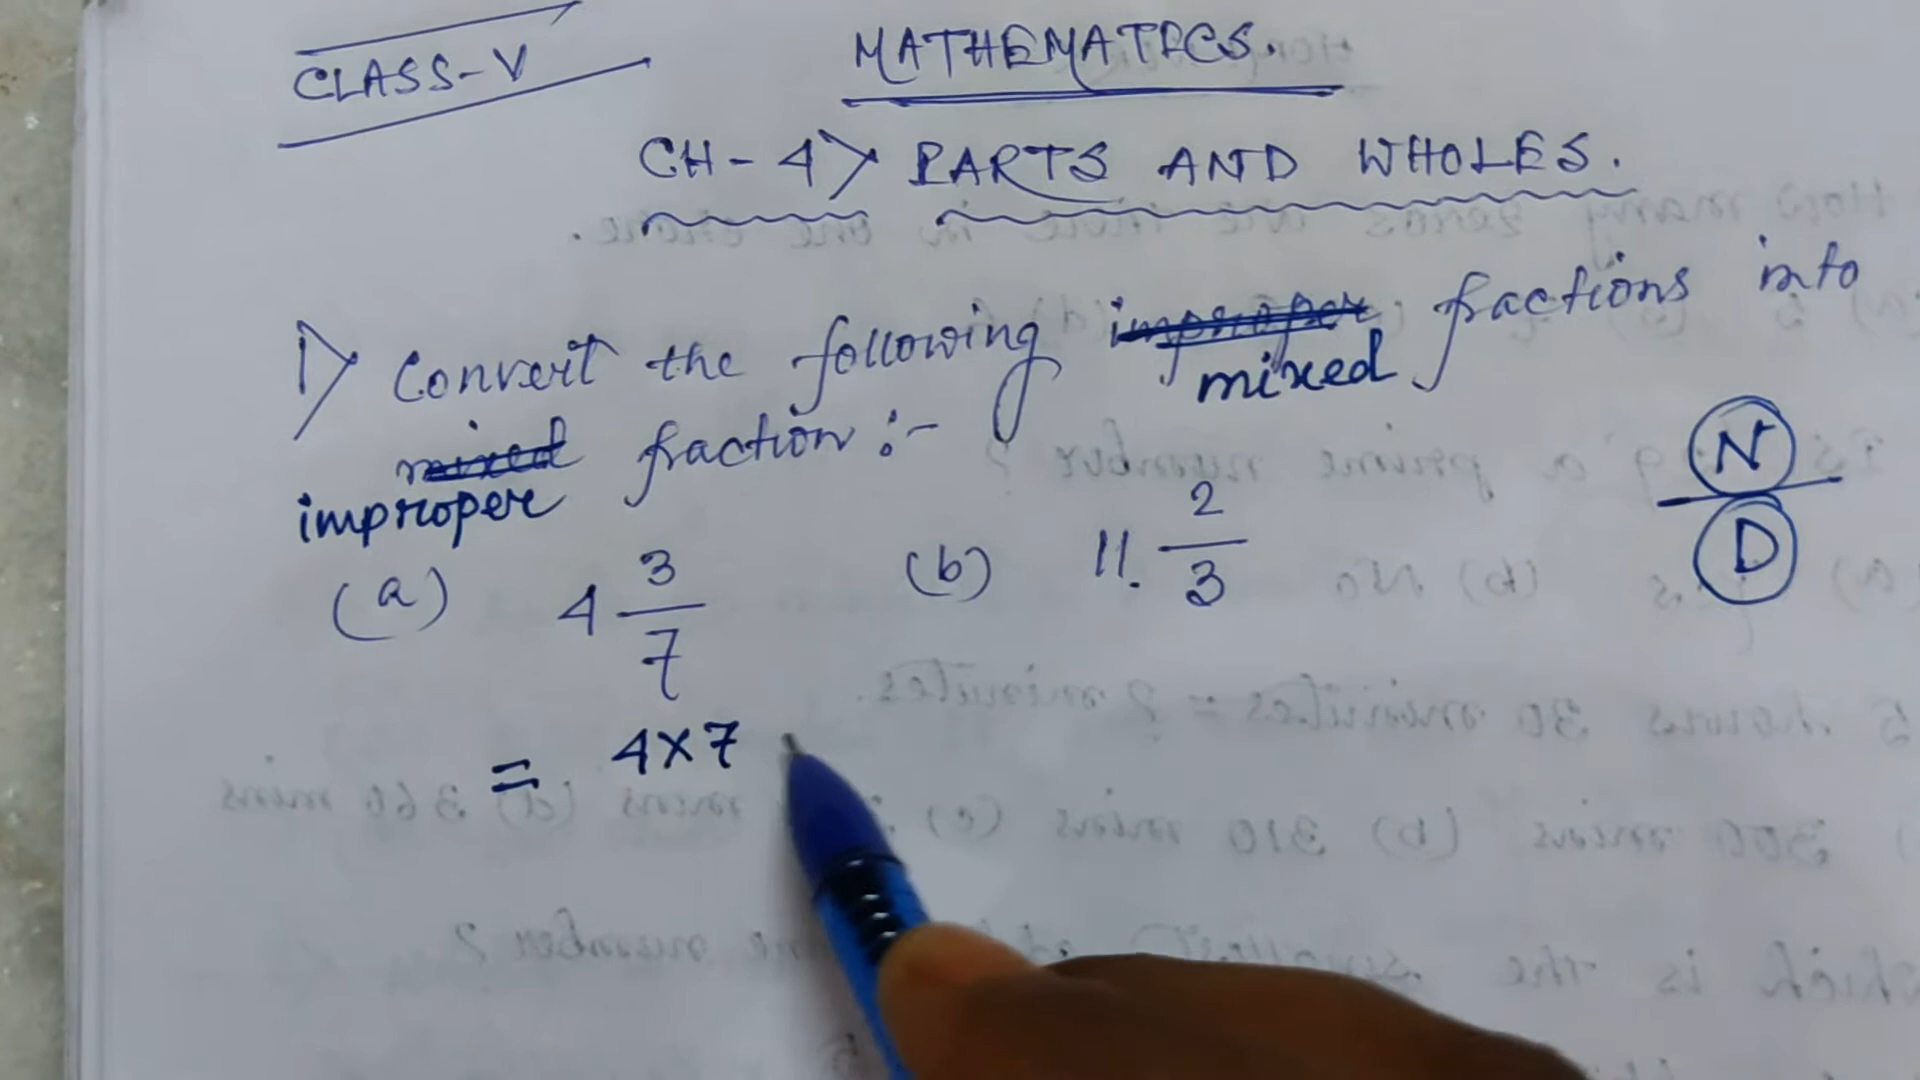 CLASS-V
MATHEMATICS.
CH-4> PARTS AND WHOLES.
1> Convert the following improper fractions into
mixed
mixed fraction :-
improper
N
D
(a) 4 3/7 (b) 11. 2/3
= 4×7